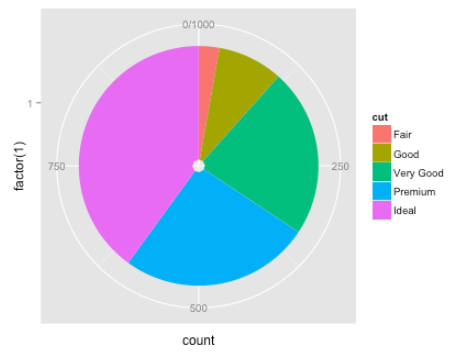 0/1000
1
factor(1)
750
250
500
count
cut
Fair
Good
Very Good
Premium
Ideal